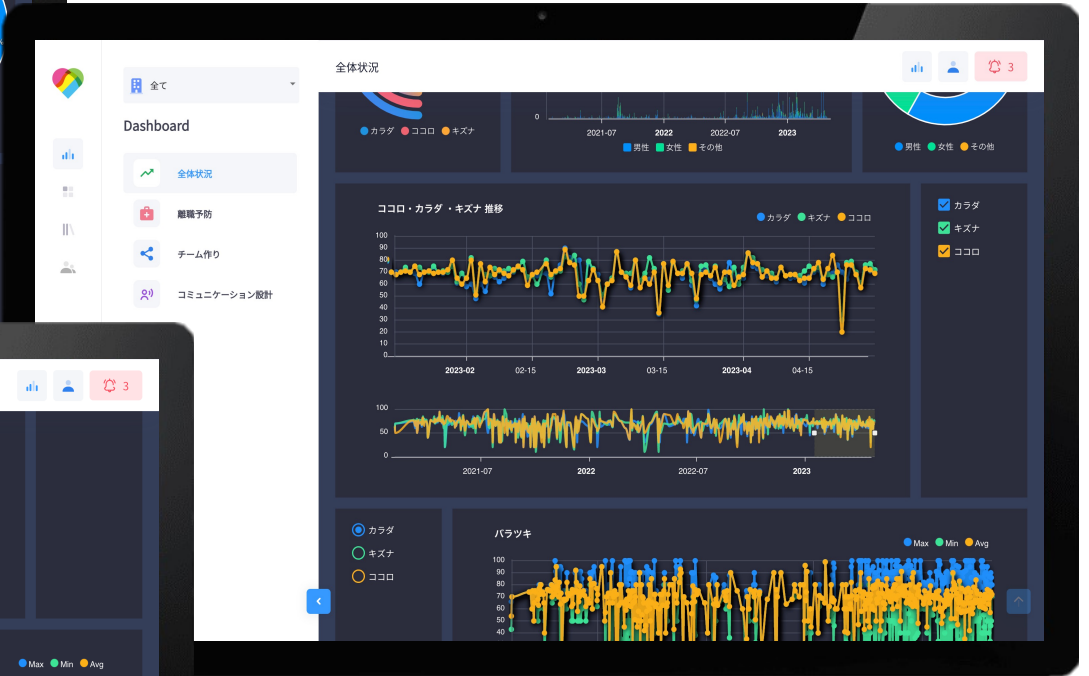 全て
Dashboard
全体状況
離職予防
チーム作り
コミュニケーション設計
全体状況
3
カラダ ココロ キズナ
0
2021-07 2022 2022-07 2023
男性 女性 その他
男性 女性 その他
ココロ・カラダ ・キズナ 推移
カラダ キズナ ココロ
100
90
80
70
60
50
40
30
20
10
0
2023-02 02-15 2023-03 03-15 2023-04 04-15
100
50
0
2021-07 2022 2022-07 2023
カラダ
キズナ
ココロ
カラダ
キズナ
ココロ
バラツキ
Max Min Avg
100
90
80
70
60
50
40
3
Max Min Avg